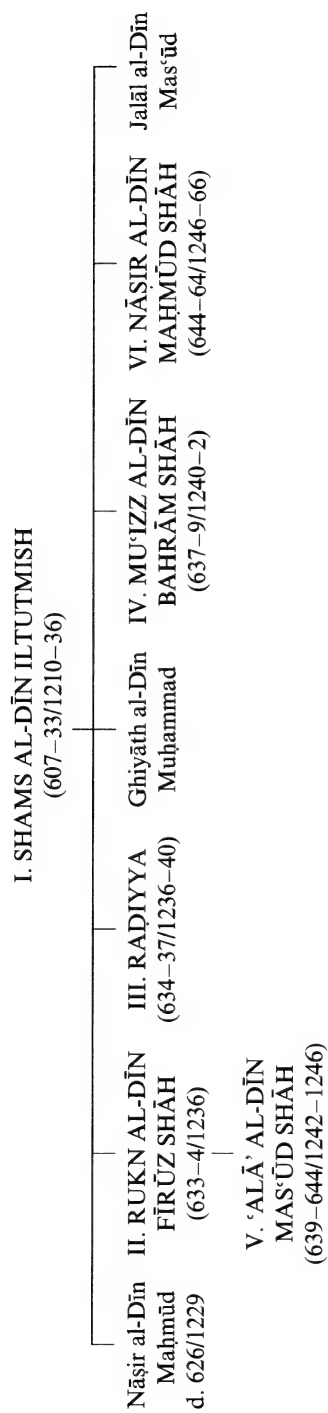 I. SHAMS AL-DĪN ILTUTMISH
(607–33/1210–36)
Nāṣir al-Dīn
Maḥmūd
d. 626/1229
II. RUKN AL-DĪN
FĪRŪZ SHĀH
(633–4/1236)
III. RAḌIYYA
(634–37/1236–40)
Ghiyāth al-Dīn
Muḥammad
IV. MUʿIZZ AL-DĪN
BAHRĀM SHĀH
(637–9/1240–2)
VI. NĀṢIR AL-DĪN
MAḤMŪD SHĀH
(644–64/1246–66)
Jalāl al-Dīn
Masʿūd
V. ʿALĀʾ AL-DĪN
MASʿŪD SHĀH
(639–644/1242–1246)